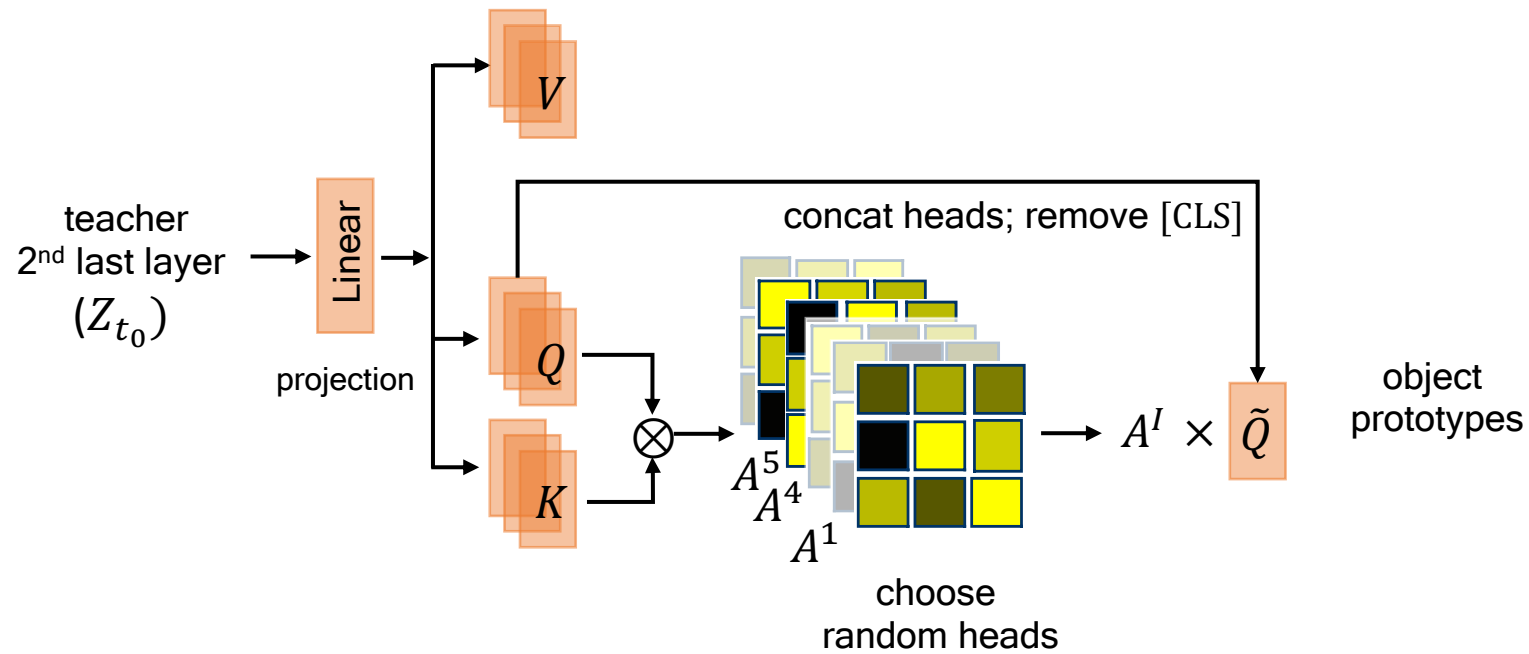 V
teacher
2nd last layer
(Z_{t_0})
Linear
projection
Q
K
concat heads; remove [CLS]
A^5
A^4
A^1
choose
random heads
A^I × Q̃
object
prototypes